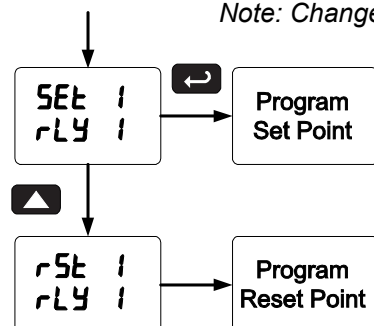 Note: Change
SEt 1
rLY 1
Program
Set Point
rSt 1
rLY 1
Program
Reset Point